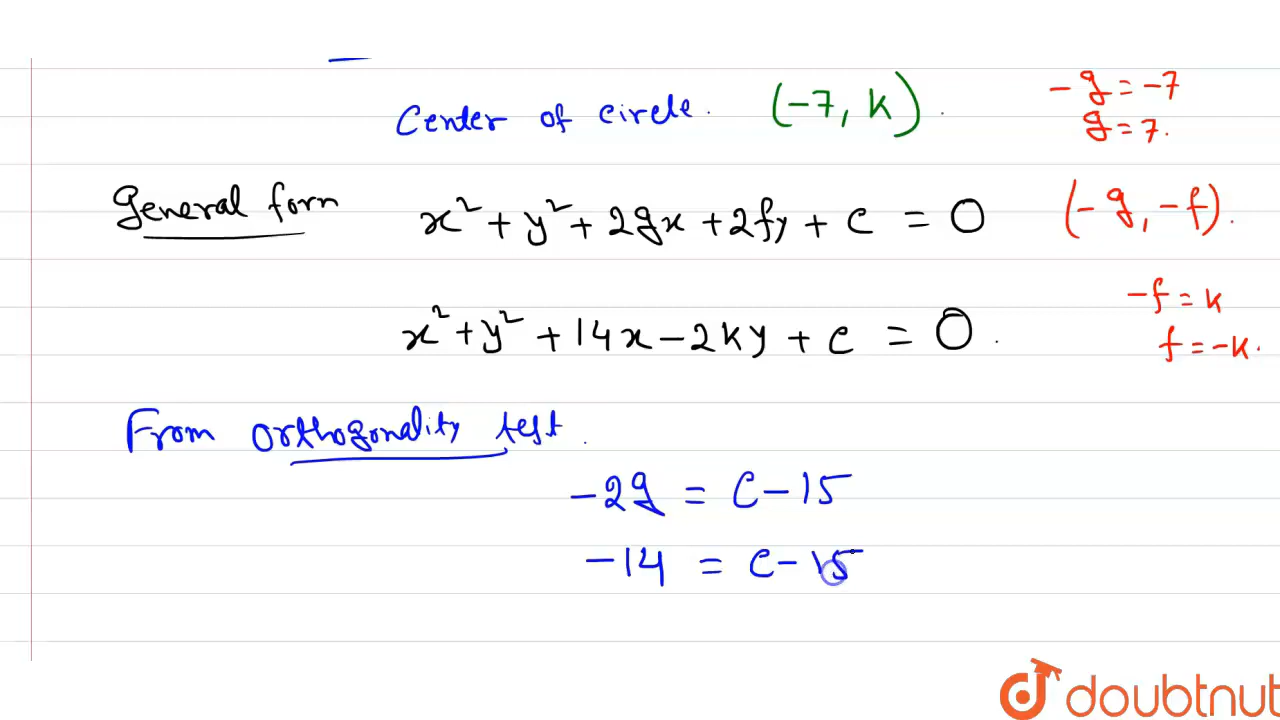 Center of circle. (-7, k).
-g = -7
g = 7.
General form x² + y² + 2gx + 2fy + c = 0
(-g, -f).
-f = k
x² + y² + 14x - 2ky + c = 0.
f = -k.
From orthogonality test.
-2g = c - 15
-14 = c - 15
doubtnut